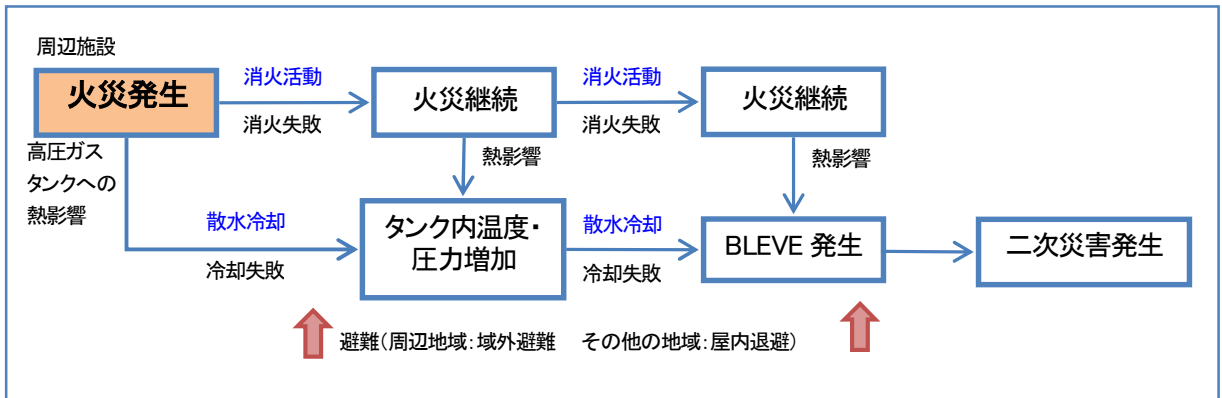 周辺施設
火災発生
消火活動
消火失敗
火災継続
消火活動
消火失敗
火災継続
高圧ガス
タンクへの
熱影響
熱影響
熱影響
散水冷却
冷却失敗
タンク内温度・
圧力増加
散水冷却
冷却失敗
BLEVE 発生
二次災害発生
避難(周辺地域:域外避難　その他の地域:屋内退避)